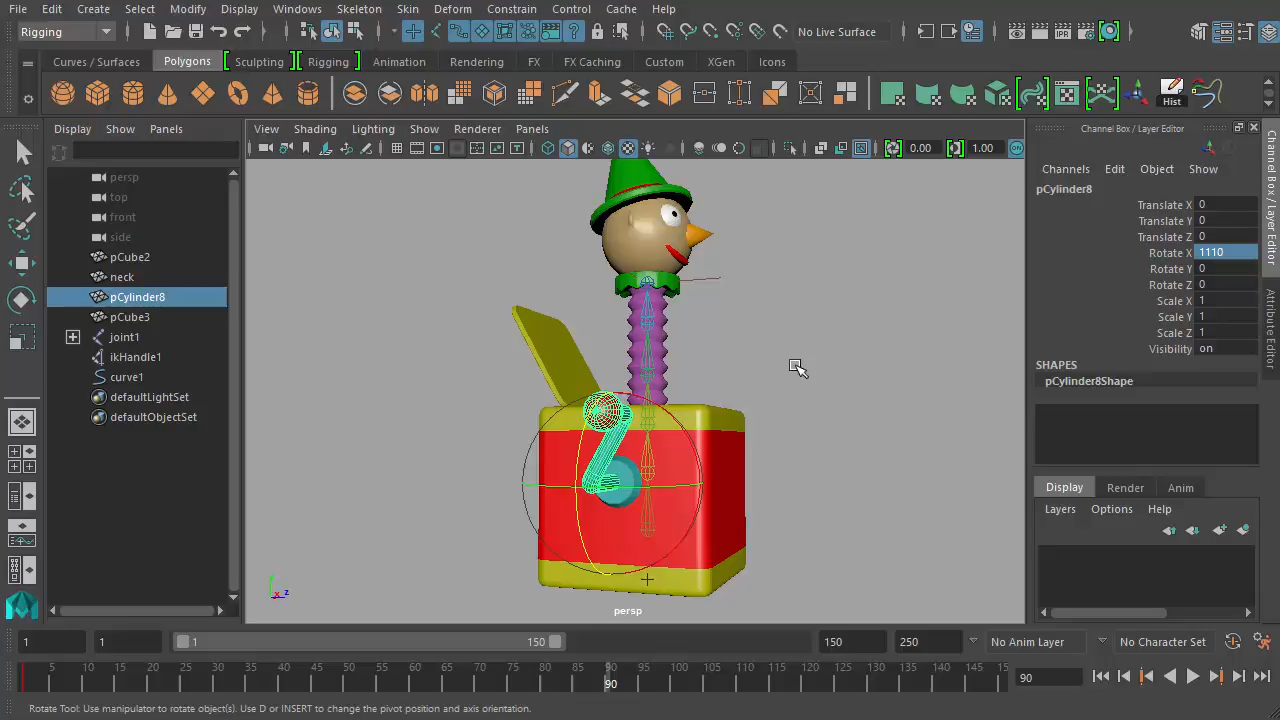 File Edit Create Select Modify Display Windows Skeleton Skin Deform Constrain Control Cache Help
Rigging No Live Surface
Curves / Surfaces Polygons Sculpting Rigging Animation Rendering FX FX Caching Custom XGen Icons
Hist
Display Show Panels
View Shading Lighting Show Renderer Panels
0.00 1.00 ON
persp
top
front
side
pCube2
neck
pCylinder8
pCube3
joint1
ikHandle1
curve1
defaultLightSet
defaultObjectSet
y
x z
persp
Channel Box / Layer Editor
Channels Edit Object Show
pCylinder8
Translate X 0
Translate Y 0
Translate Z 0
Rotate X 1110
Rotate Y 0
Rotate Z 0
Scale X 1
Scale Y 1
Scale Z 1
Visibility on
SHAPES
pCylinder8Shape
Display Render Anim
Layers Options Help
Channel Box / Layer Editor
Attribute Editor
1 1 1 150 150 250 No Anim Layer No Character Set
5 10 15 20 25 30 35 40 45 50 55 60 65 70 75 80 85 90 95 100 105 110 115 120 125 130 135 140 145 15
90 90
Rotate Tool: Use manipulator to rotate object(s). Use D or INSERT to change the pivot position and axis orientation.